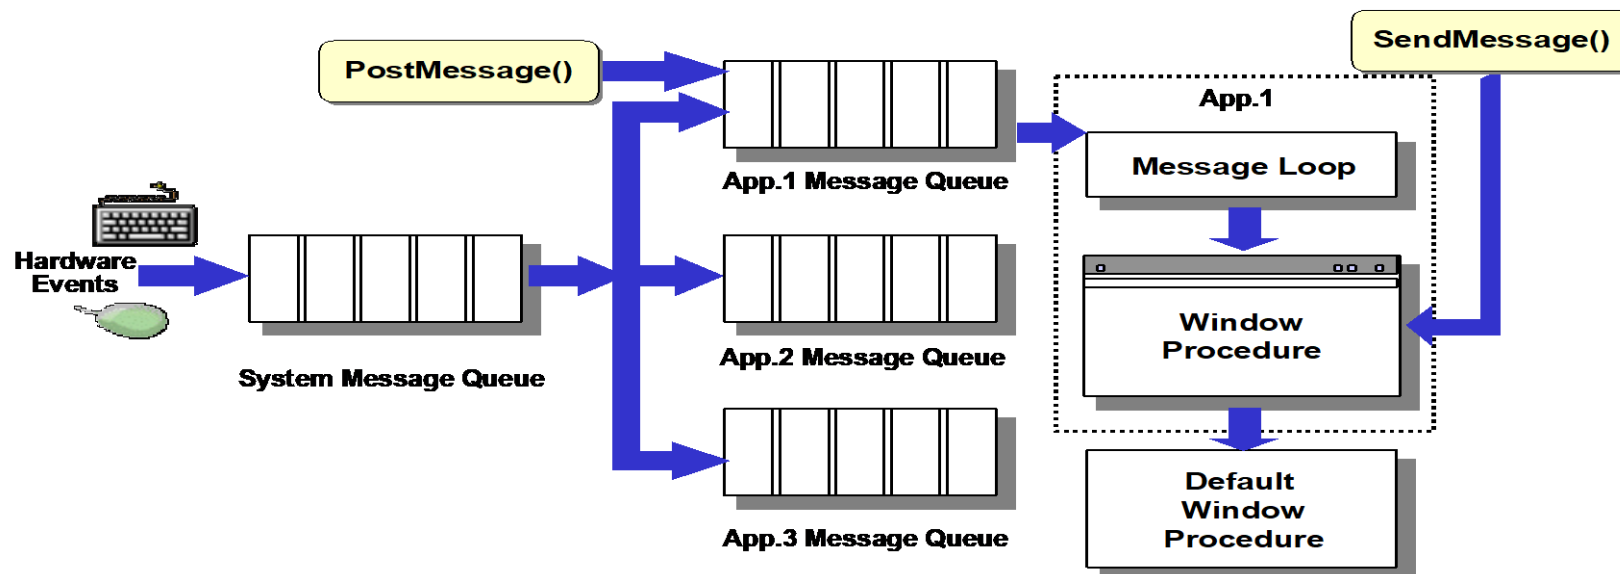 SendMessage()
PostMessage()
App.1
Message Loop
App.1 Message Queue
Hardware
Events
Window
Procedure
App.2 Message Queue
System Message Queue
Default
Window
Procedure
App.3 Message Queue